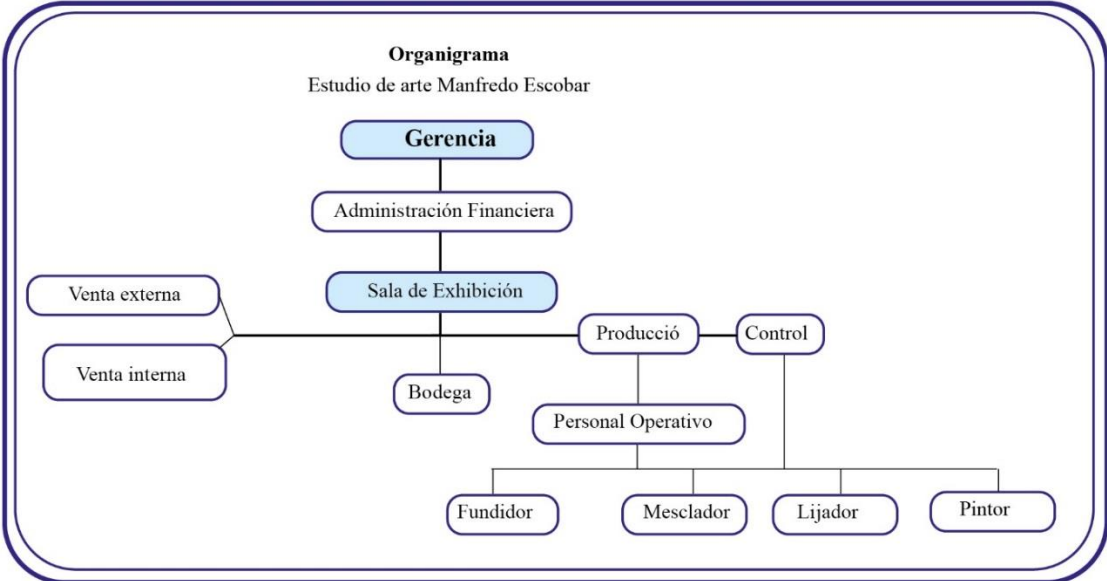 Organigrama
Estudio de arte Manfredo Escobar
Gerencia
Administración Financiera
Sala de Exhibición
Venta externa
Venta interna
Bodega
Producció
Control
Personal Operativo
Fundidor
Mesclador
Lijador
Pintor